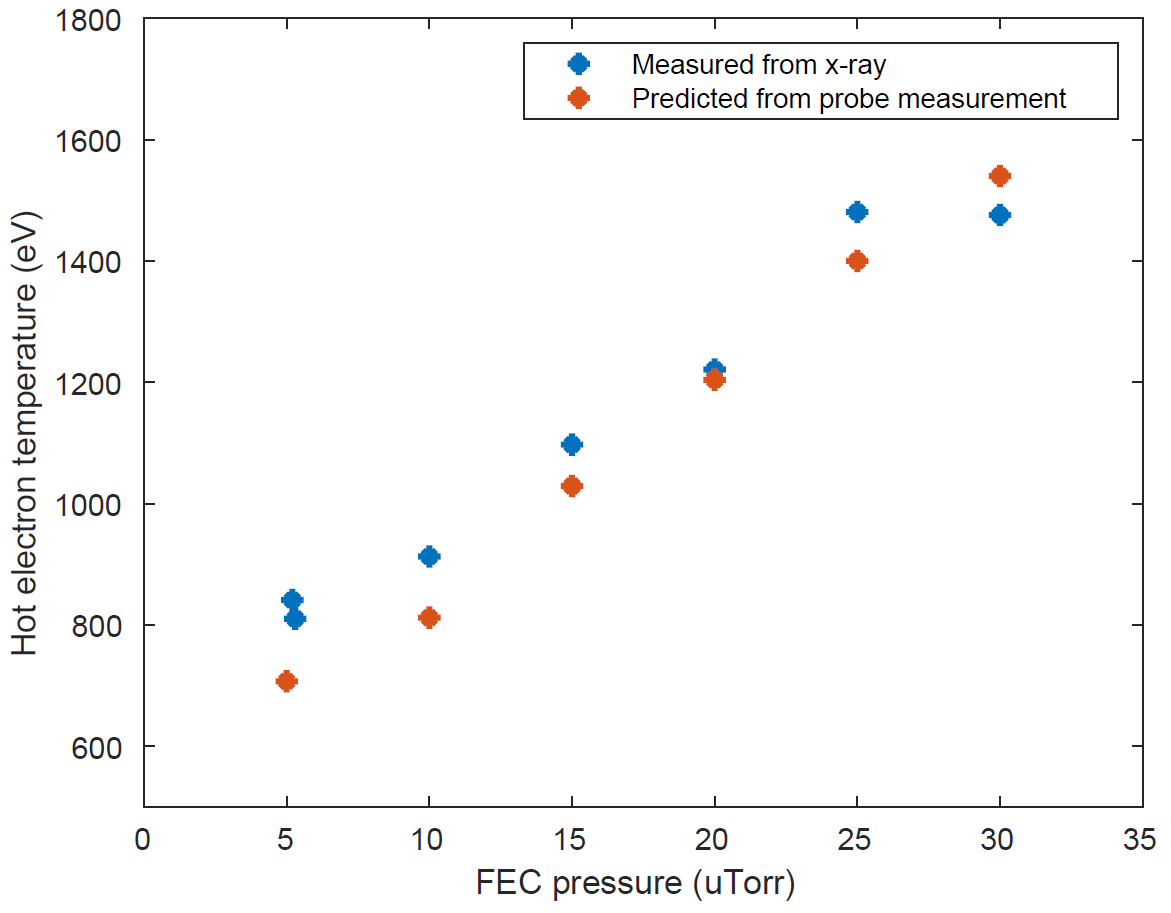 1800
1600
1400
1200
1000
800
600
Hot electron temperature (eV)
Measured from x-ray
Predicted from probe measurement
0 5 10 15 20 25 30 35
FEC pressure (uTorr)